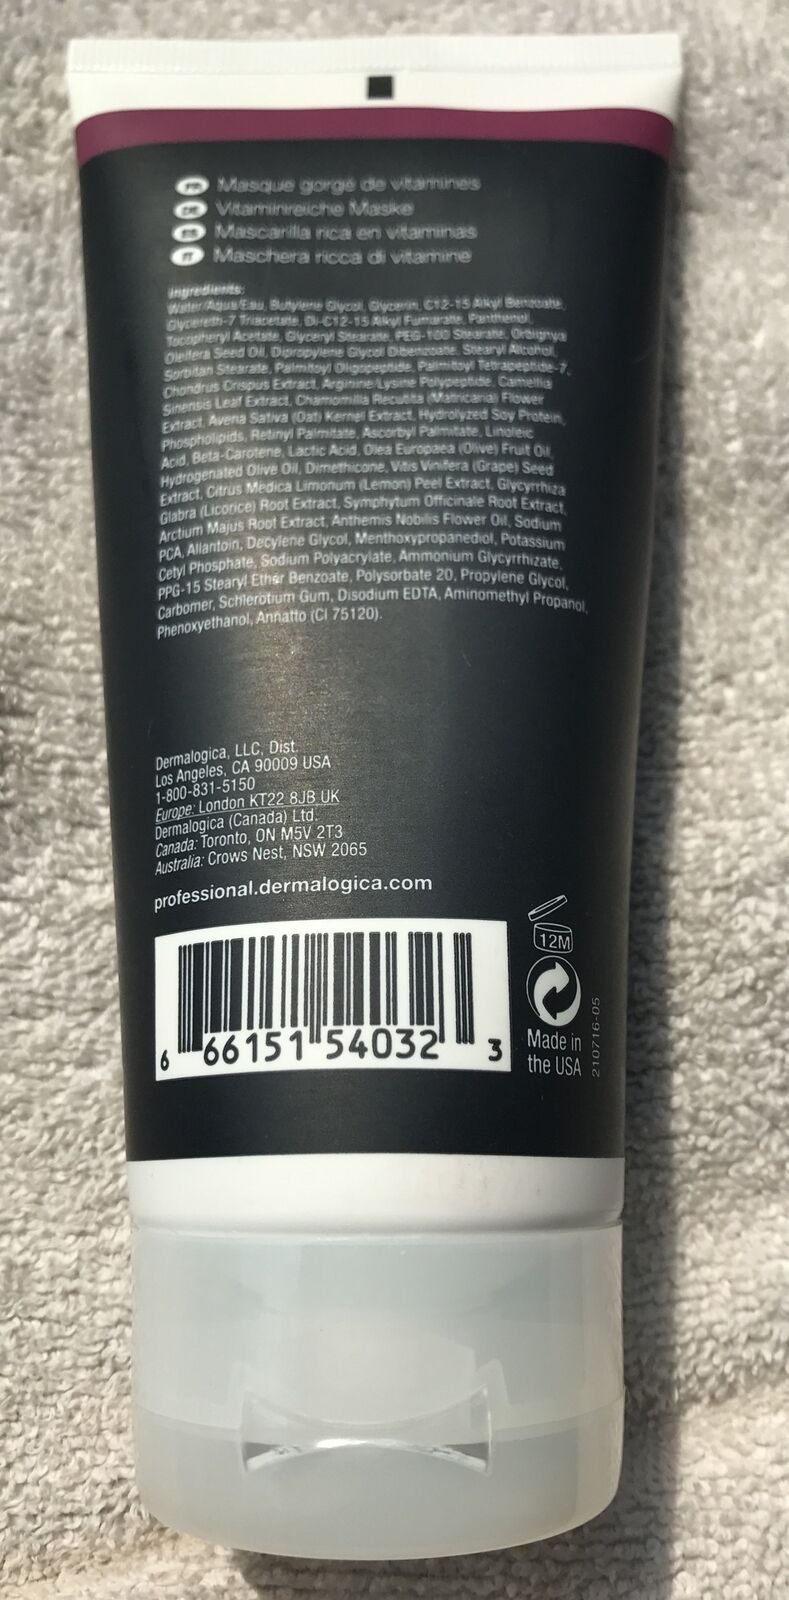 FR Masque gorgé de vitamines
DE Vitaminreiche Maske
ES Mascarilla rica en vitaminas
IT Maschera ricca di vitamine
Ingredients:
Water/Aqua/Eau, Butylene Glycol, Glycerin, C12-15 Alkyl Benzoate,
Glycereth-7 Triacetate, Di-C12-15 Alkyl Fumarate, Panthenol,
Tocopheryl Acetate, Glyceryl Stearate, PEG-100 Stearate, Orbignya
Oleifera Seed Oil, Dipropylene Glycol Dibenzoate, Stearyl Alcohol,
Sorbitan Stearate, Palmitoyl Oligopeptide, Palmitoyl Tetrapeptide-7,
Chondrus Crispus Extract, Arginine/Lysine Polypeptide, Camellia
Sinensis Leaf Extract, Chamomilla Recutita (Matricaria) Flower
Extract, Avena Sativa (Oat) Kernel Extract, Hydrolyzed Soy Protein,
Phospholipids, Retinyl Palmitate, Ascorbyl Palmitate, Linoleic
Acid, Beta-Carotene, Lactic Acid, Olea Europaea (Olive) Fruit Oil,
Hydrogenated Olive Oil, Dimethicone, Vitis Vinifera (Grape) Seed
Extract, Citrus Medica Limonum (Lemon) Peel Extract, Glycyrrhiza
Glabra (Licorice) Root Extract, Symphytum Officinale Root Extract,
Arctium Majus Root Extract, Anthemis Nobilis Flower Oil, Sodium
PCA, Allantoin, Decylene Glycol, Menthoxypropanediol, Potassium
Cetyl Phosphate, Sodium Polyacrylate, Ammonium Glycyrrhizate,
PPG-15 Stearyl Ether Benzoate, Polysorbate 20, Propylene Glycol,
Carbomer, Schlerotium Gum, Disodium EDTA, Aminomethyl Propanol,
Phenoxyethanol, Annatto (CI 75120).
Dermalogica, LLC, Dist.
Los Angeles, CA 90009 USA
1-800-831-5150
Europe: London KT22 8JB UK
Dermalogica (Canada) Ltd.
Canada: Toronto, ON M5V 2T3
Australia: Crows Nest, NSW 2065
professional.dermalogica.com
12M
6 66151 54032 3
Made in
the USA
210716-05